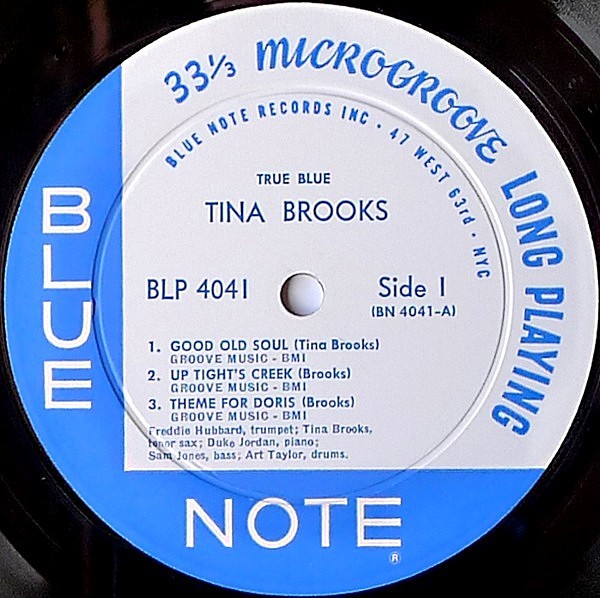 33⅓ MICROGROOVE LONG PLAYING
BLUE NOTE RECORDS INC • 47 WEST 63rd • NYC
TRUE BLUE
TINA BROOKS
BLP 4041
Side 1
(BN 4041-A)
1. GOOD OLD SOUL (Tina Brooks)
GROOVE MUSIC - BMI
2. UP TIGHT'S CREEK (Brooks)
GROOVE MUSIC - BMI
3. THEME FOR DORIS (Brooks)
GROOVE MUSIC - BMI
Freddie Hubbard, trumpet; Tina Brooks,
tenor sax; Duke Jordan, piano;
Sam Jones, bass; Art Taylor, drums.
BLUE
NOTE
®